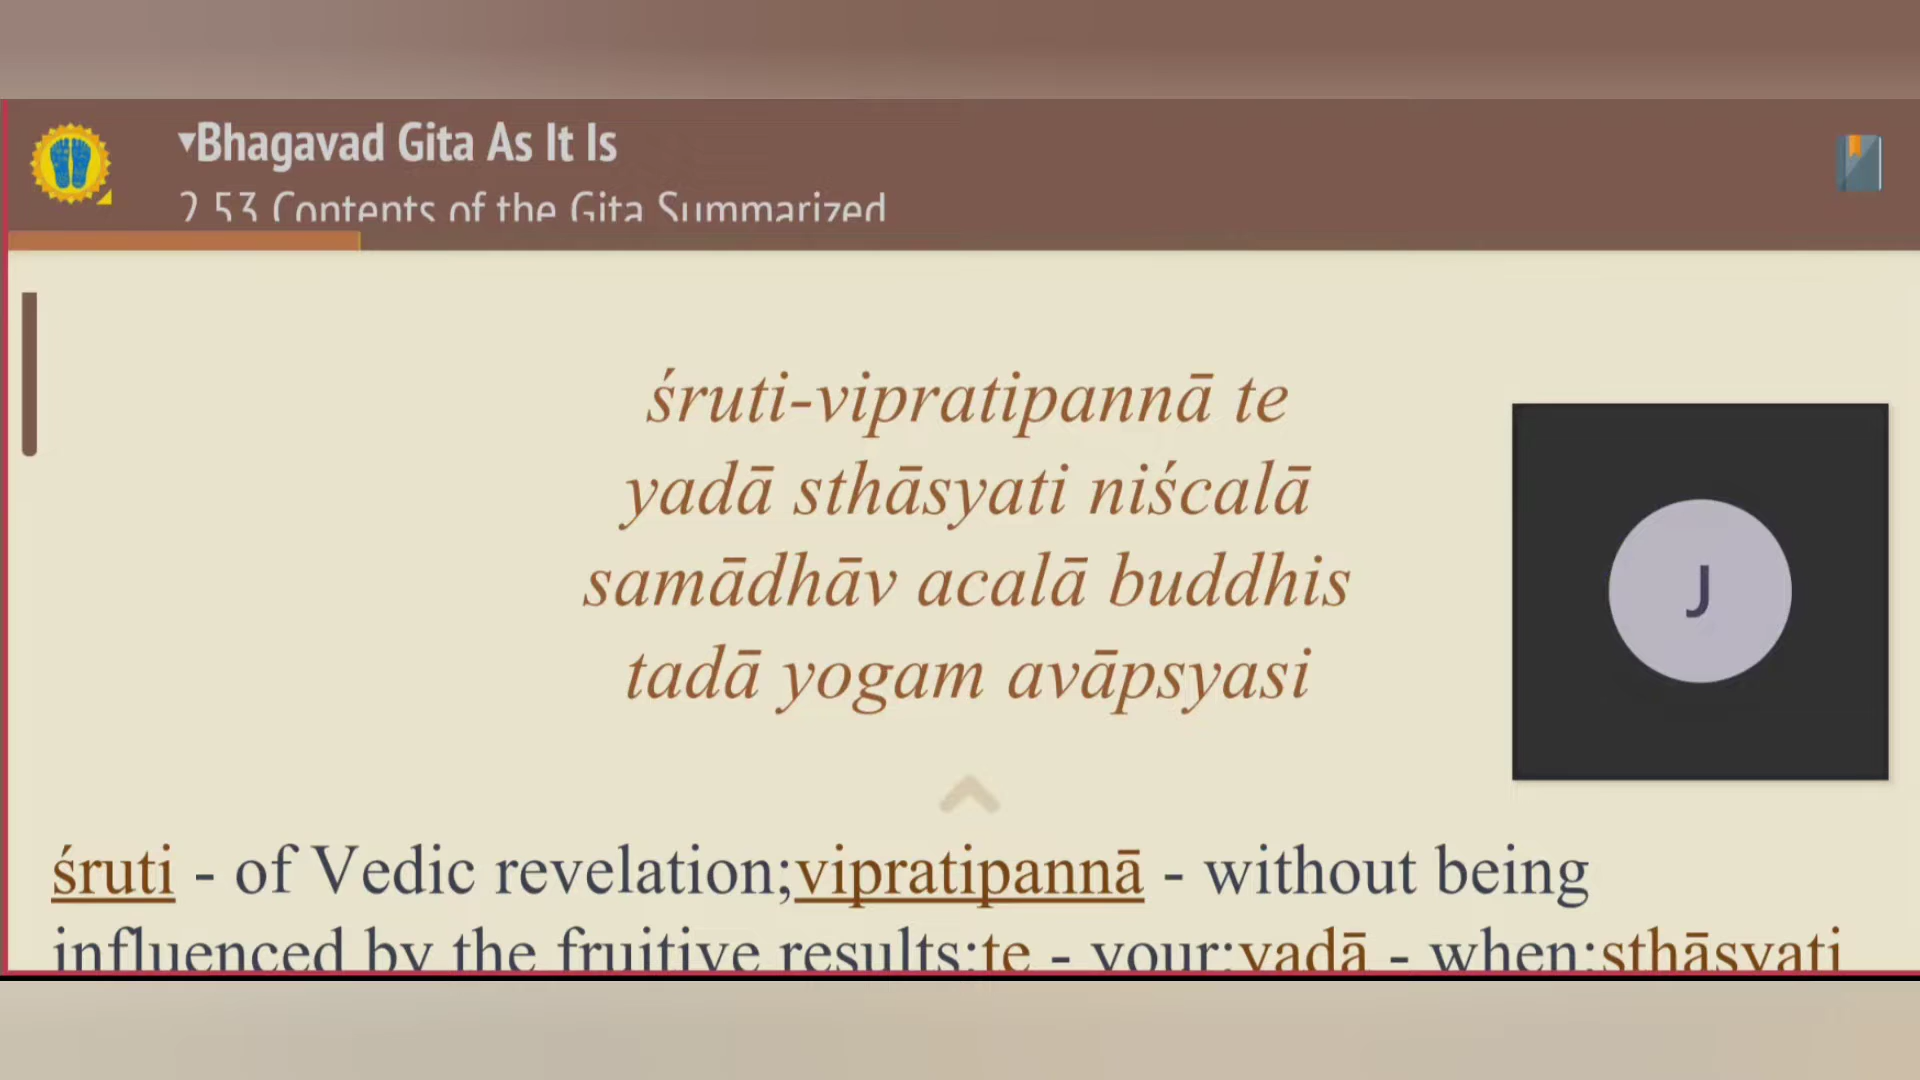 ▾Bhagavad Gita As It Is
2.53 Contents of the Gita Summarized
śruti-vipratipannā te
yadā sthāsyati niścalā
samādhāv acalā buddhis
tadā yogam avāpsyasi
J
śruti - of Vedic revelation;vipratipannā - without being
influenced by the fruitive results;te - your;yadā - when;sthāsyati